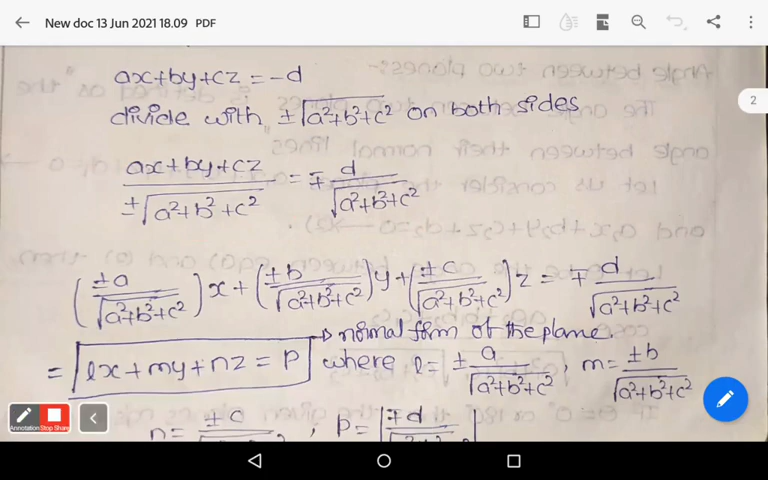 New doc 13 Jun 2021 18.09 PDF
2
ax+by+cz = -d
divide with ±√a²+b²+c² on both sides
ax+by+cz / ±√a²+b²+c² = ∓ d / √a²+b²+c²
(±a / √a²+b²+c²)x + (±b / √a²+b²+c²)y + (±c / √a²+b²+c²)z = ∓ d / √a²+b²+c²
→ normal form of the plane.
= lx+my+nz = P where l = ± a / √a²+b²+c² , m = ±b / √a²+b²+c²
n = ±c , P = |∓d
Annotation Stop Share